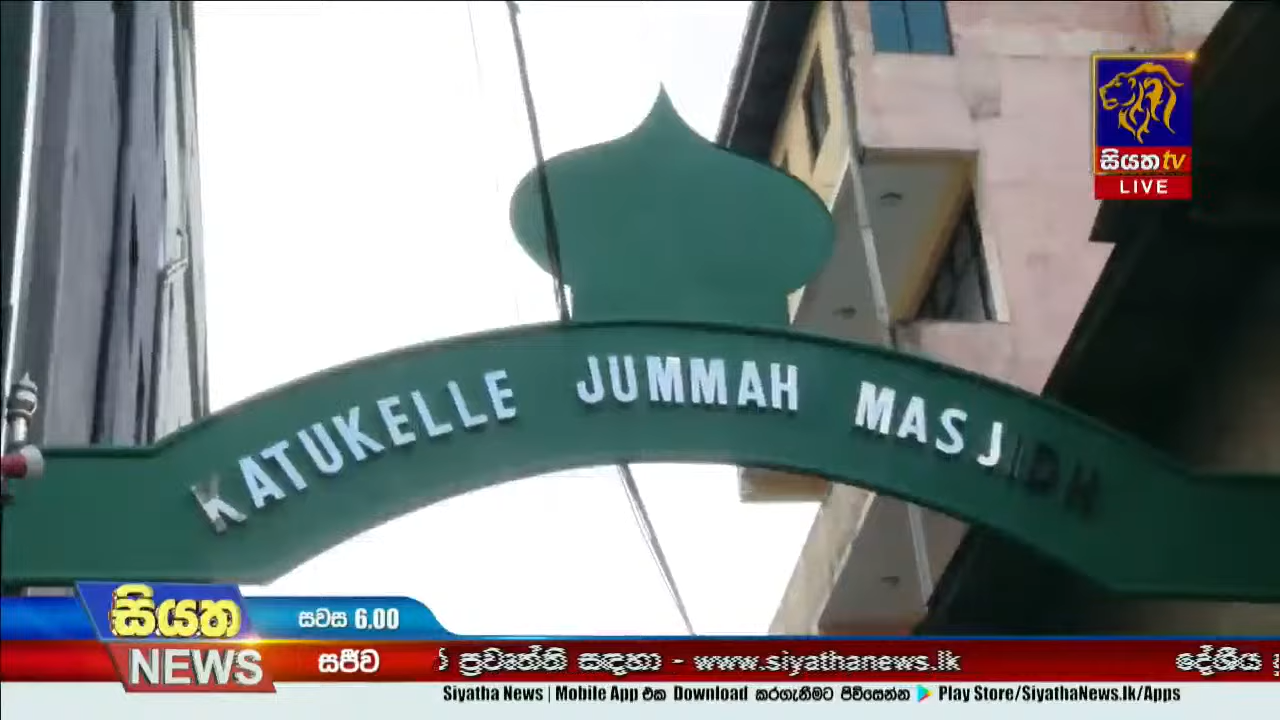 සියත tv
LIVE
KATUKELLE JUMMAH MASJIDH
සියත
NEWS
සවස 6.00
සජීව
ප්‍රවෘත්ති සඳහා - www.siyathanews.lk
දේශීය
Siyatha News | Mobile App එක Download කරගැනීමට පිවිසෙන්න Play Store/SiyathaNews.lk/Apps